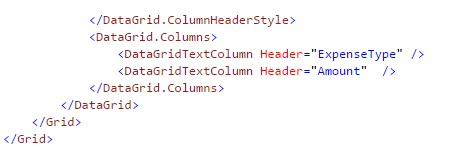 </DataGrid.ColumnHeaderStyle>
<DataGrid.Columns>
<DataGridTextColumn Header="ExpenseType" />
<DataGridTextColumn Header="Amount"  />
</DataGrid.Columns>
</DataGrid>
</Grid>
</Grid>